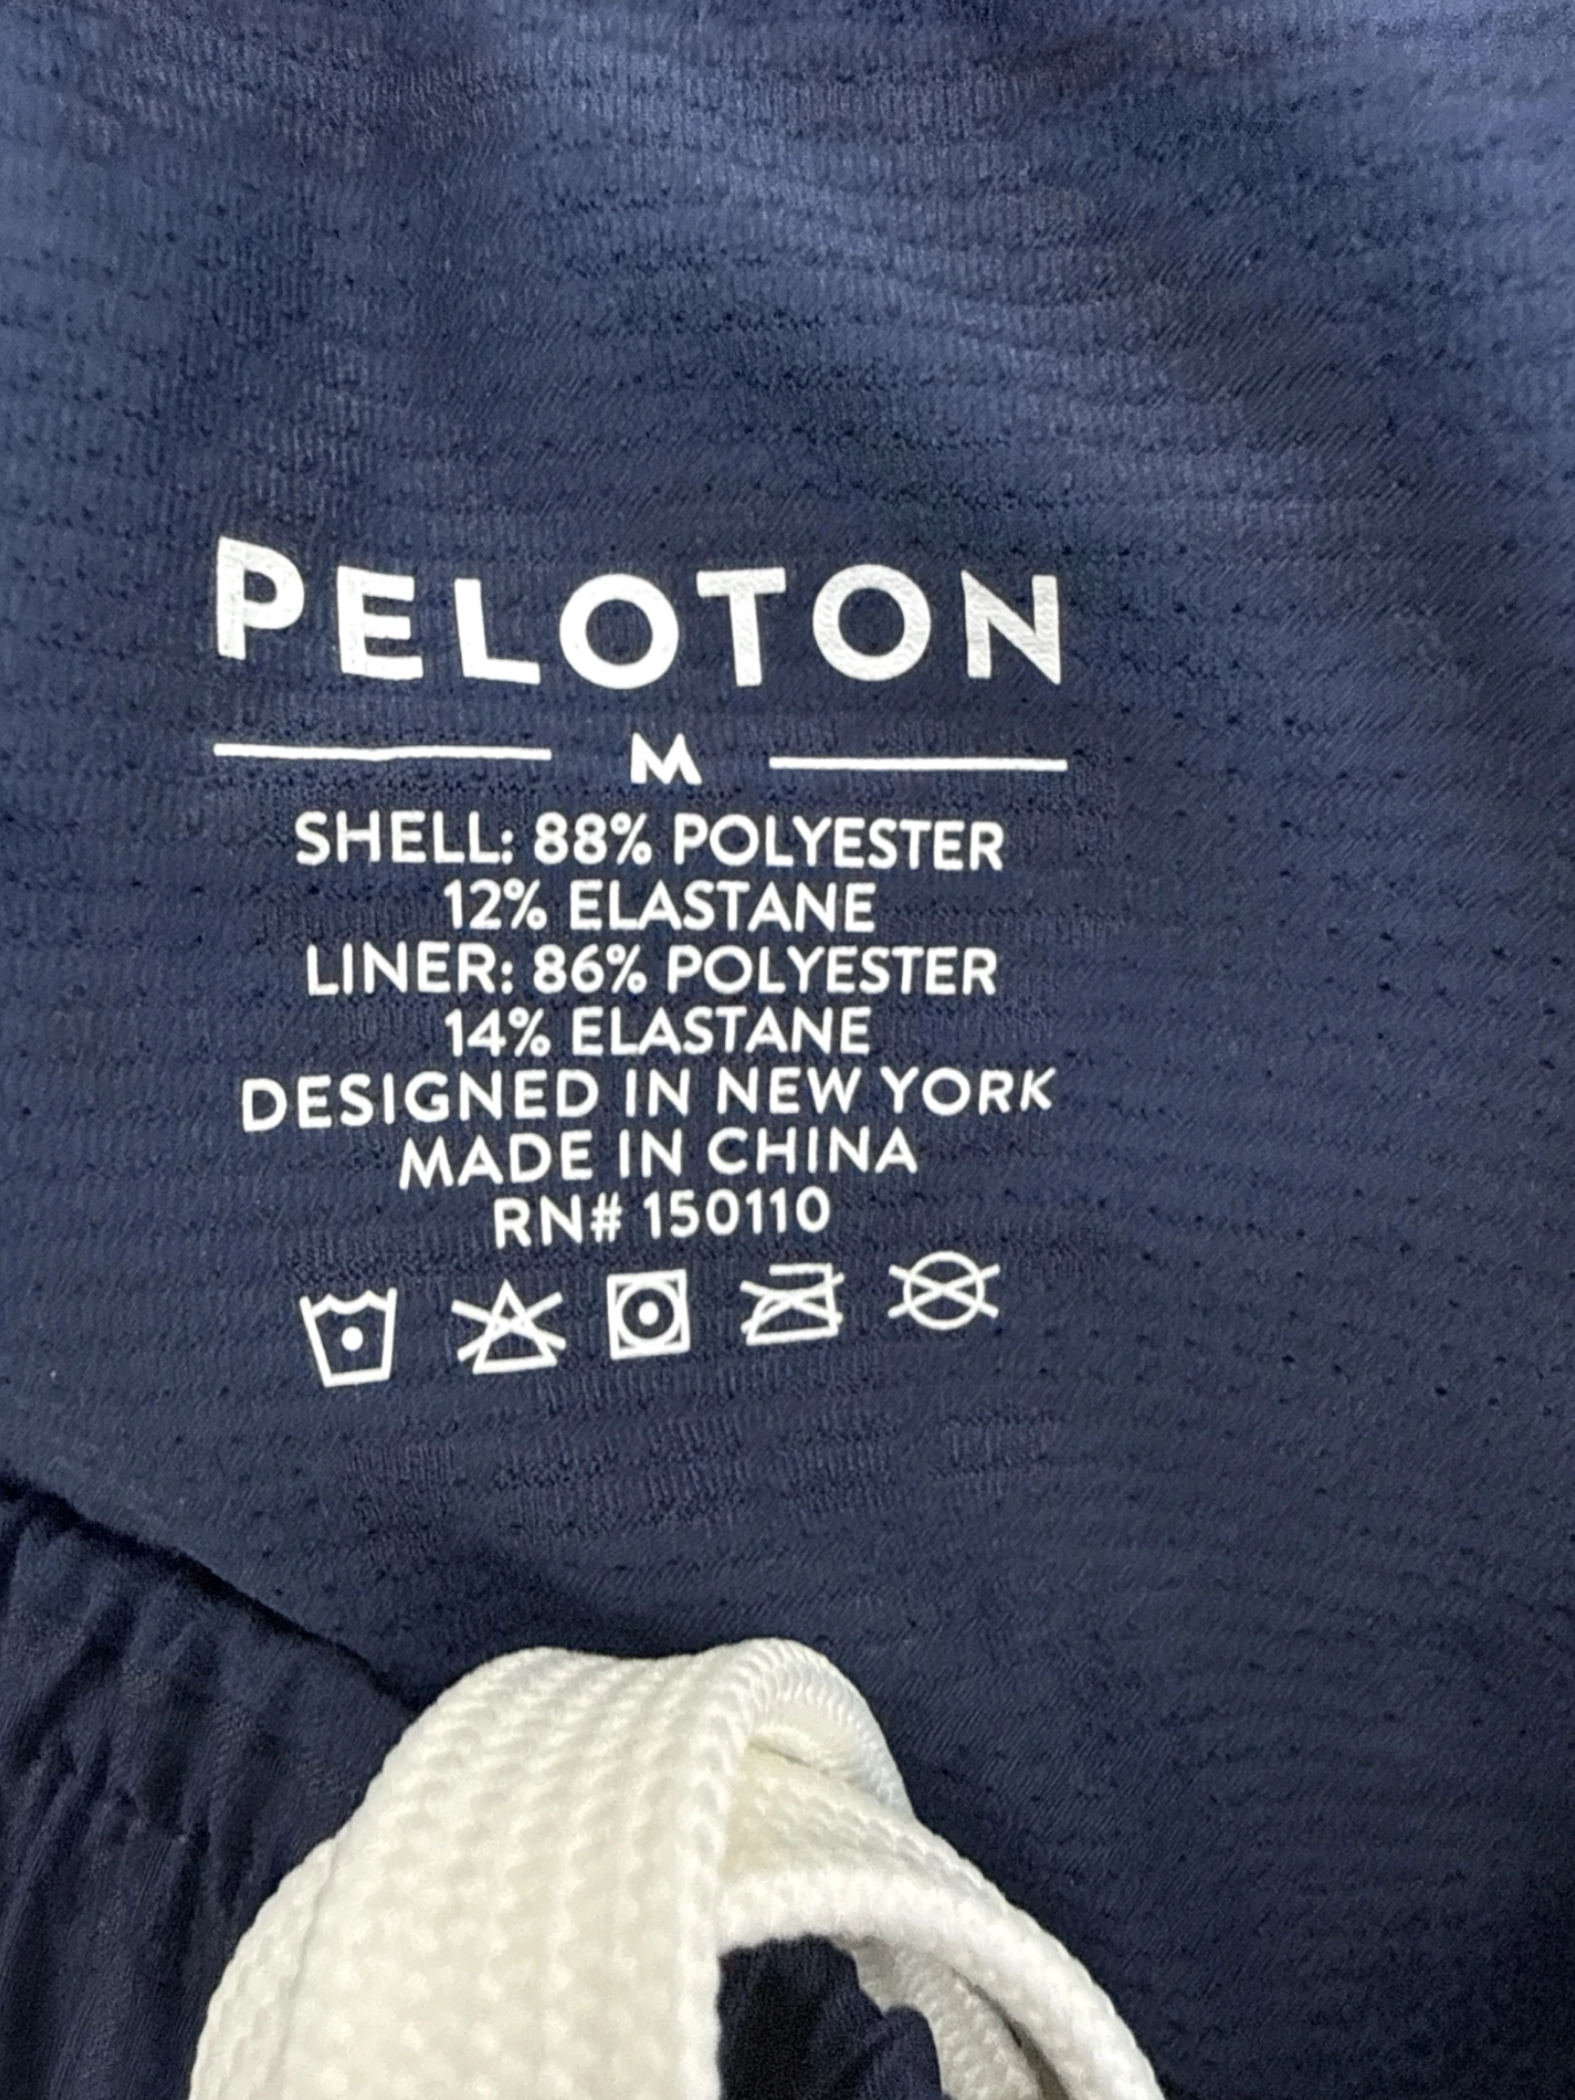 PELOTON
M
SHELL: 88% POLYESTER
12% ELASTANE
LINER: 86% POLYESTER
14% ELASTANE
DESIGNED IN NEW YORK
MADE IN CHINA
RN# 150110